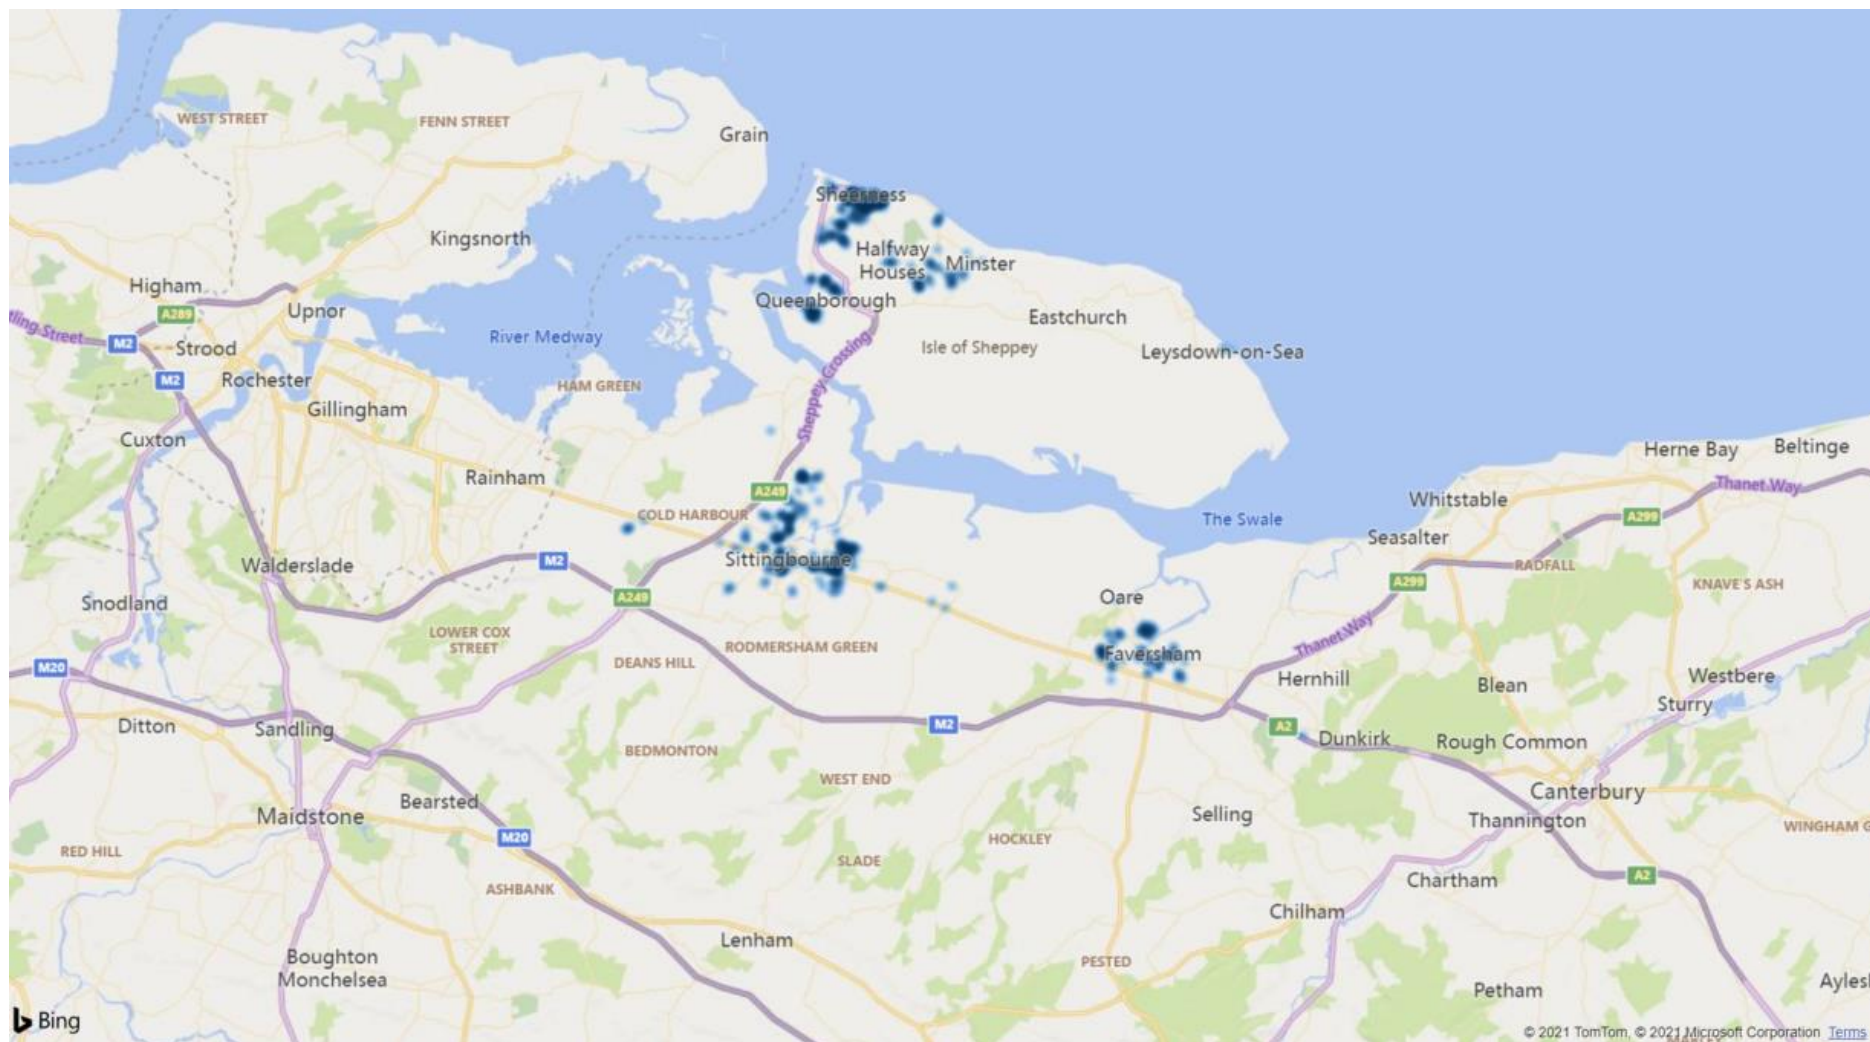 WEST STREET
FENN STREET
Grain
Sheerness
Kingsnorth
Halfway
Houses
Minster
Higham
A289
Upnor
Queenborough
Eastchurch
ling Street
M2
Strood
River Medway
Isle of Sheppey
Leysdown-on-Sea
M2
Rochester
HAM GREEN
Sheppey Crossing
Gillingham
Cuxton
Herne Bay
Beltinge
Rainham
A249
Thanet Way
Whitstable
COLD HARBOUR
The Swale
A299
Seasalter
Walderslade
M2
Sittingbourne
RADFALL
A299
KNAVE'S ASH
Snodland
A249
Oare
LOWER COX
STREET
DEANS HILL
RODMERSHAM GREEN
Thanet Way
Faversham
M20
Hernhill
Blean
Westbere
Sturry
Ditton
Sandling
M2
A2
Dunkirk
Rough Common
BEDMONTON
WEST END
Canterbury
Bearsted
Maidstone
Selling
Thannington
WINGHAM G
M20
HOCKLEY
RED HILL
SLADE
A2
ASHBANK
Chartham
Chilham
Lenham
Boughton
Monchelsea
PESTED
Petham
Ayles
Bing
© 2021 TomTom, © 2021 Microsoft Corporation Terms